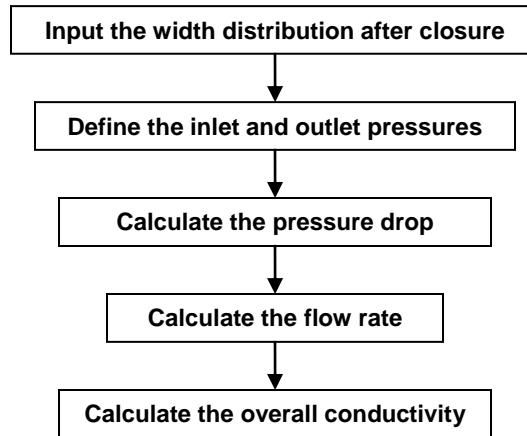 Input the width distribution after closure
Define the inlet and outlet pressures
Calculate the pressure drop
Calculate the flow rate
Calculate the overall conductivity